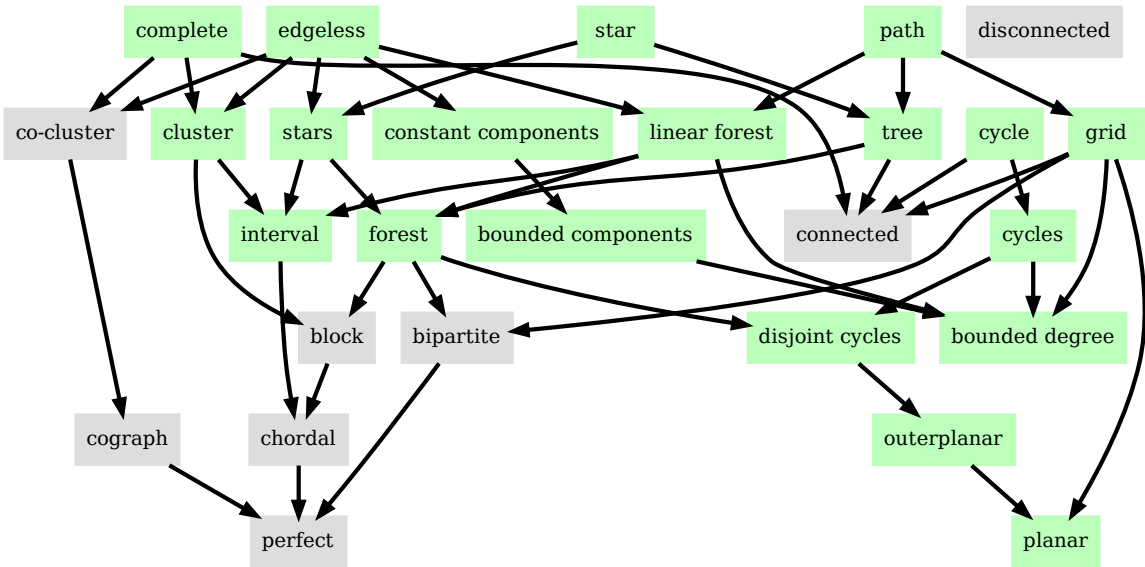 complete
edgeless
star
path
disconnected
co-cluster
cluster
stars
constant components
linear forest
tree
cycle
grid
interval
forest
bounded components
connected
cycles
block
bipartite
disjoint cycles
bounded degree
cograph
chordal
outerplanar
perfect
planar